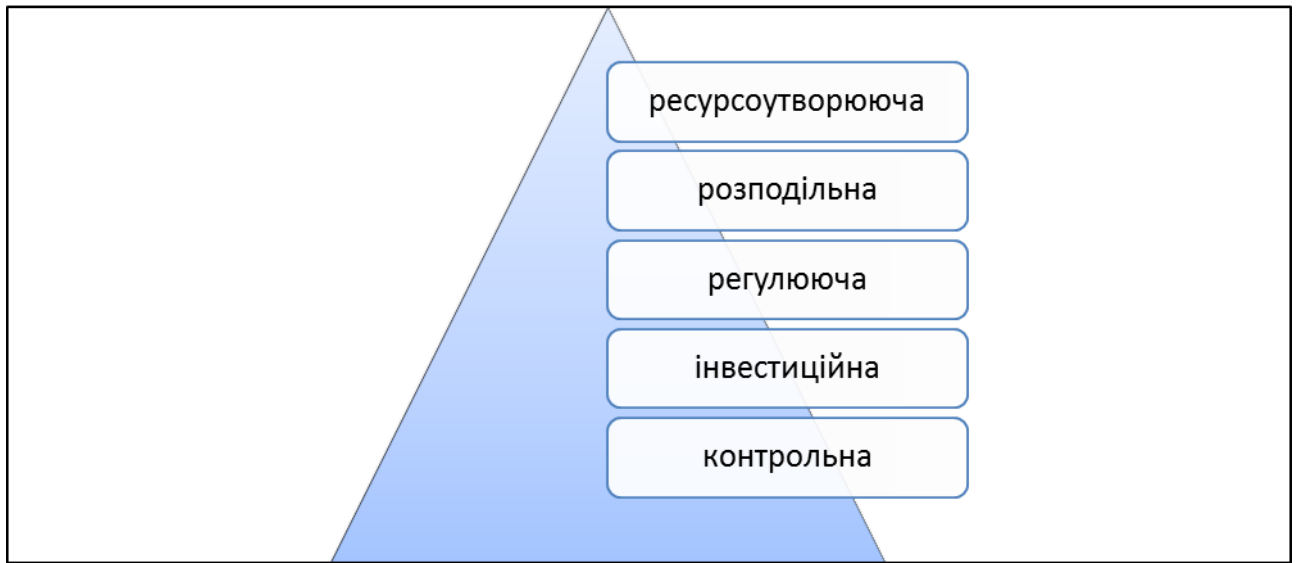 ресурсоутворююча
розподільна
регулююча
інвестиційна
контрольна